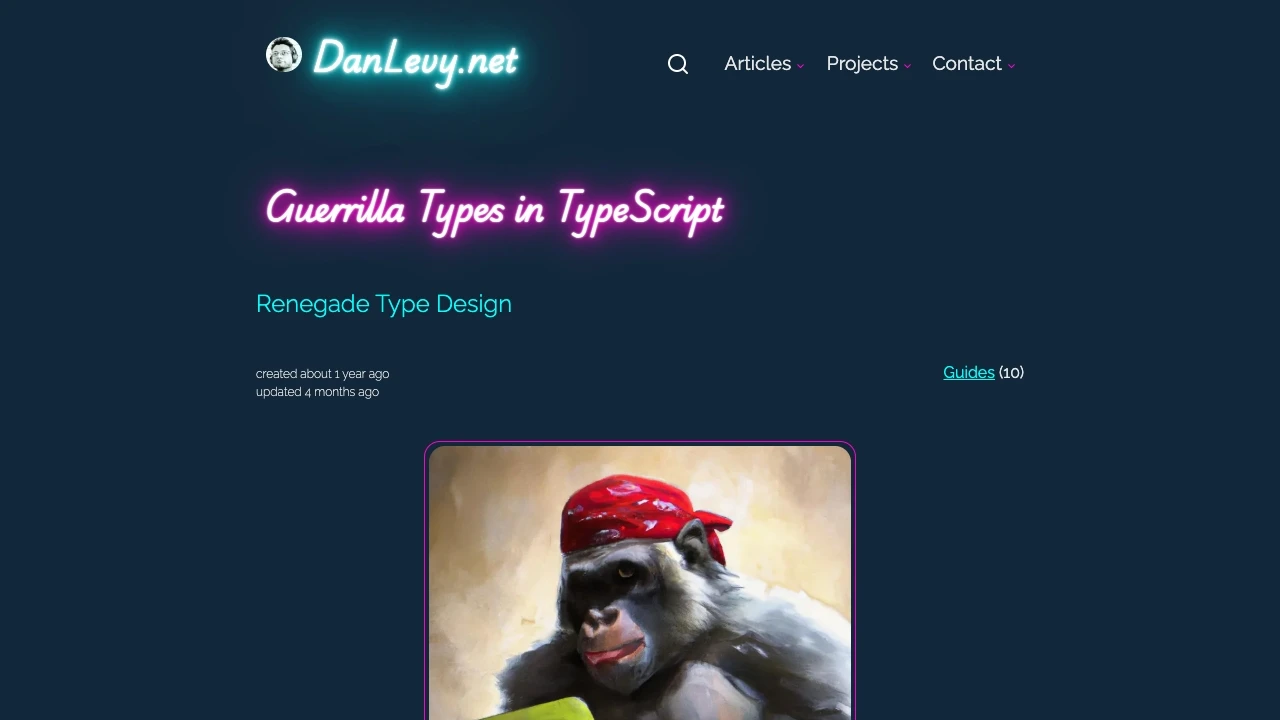 DanLevy.net
Articles
Projects
Contact
Guerrilla Types in TypeScript
Renegade Type Design
created about 1 year ago
updated 4 months ago
Guides (10)